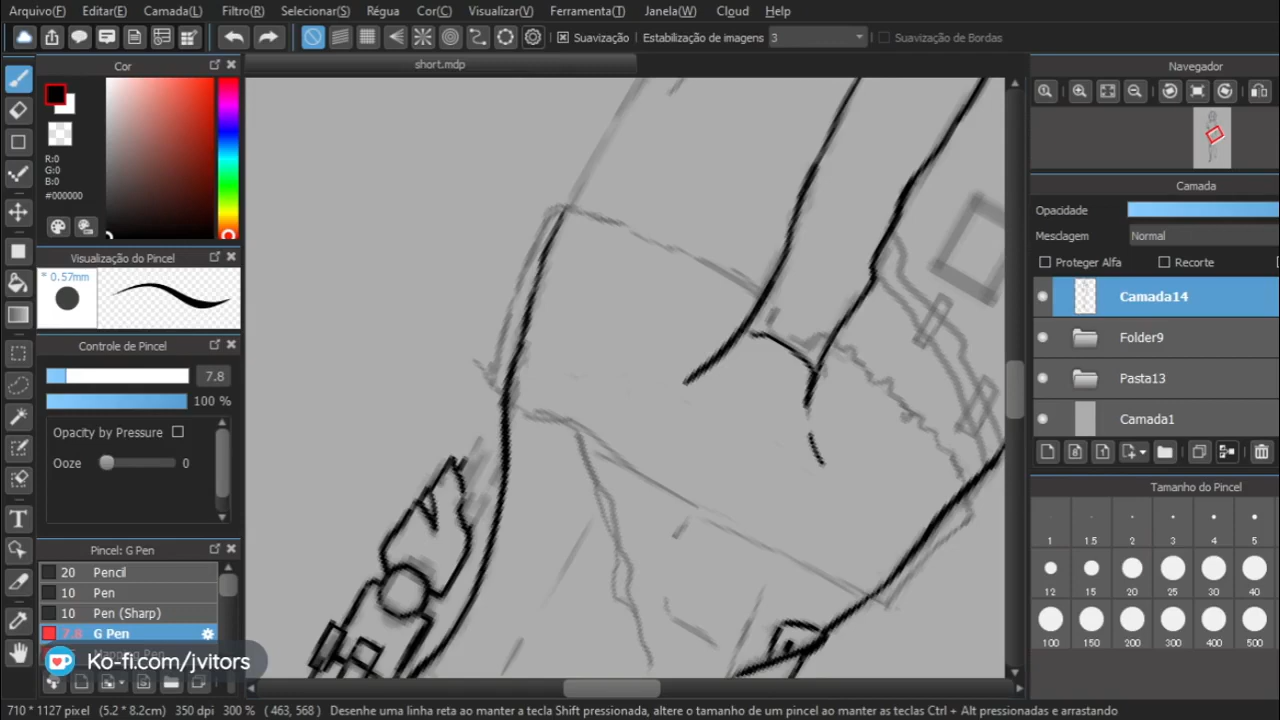 Arquivo(F) Editar(E) Camada(L) Filtro(R) Selecionar(S) Régua Cor(C) Visualizar(V) Ferramenta(T) Janela(W) Cloud Help
Suavização Estabilização de imagens 3 Suavização de Bordas
Cor
short.mdp
Navegador
R:0
G:0
B:0
#000000
Camada
Opacidade
Mesclagem Normal
Proteger Alfa Recorte
Visualização do Pincel
* 0.57mm
Camada14
Folder9
Controle de Pincel
7.8
Pasta13
100 %
Camada1
Opacity by Pressure
Ooze 0
Tamanho do Pincel
1 1.5 2 3 4 5
Pincel: G Pen
20 Pencil
12 15 20 25 30 40
10 Pen
10 Pen (Sharp)
7.8 G Pen
100 150 200 300 400 500
Ko-fi.com/jvitors
710 * 1127 pixel (5.2 * 8.2cm) 350 dpi 300 % ( 463, 568 ) Desenhe uma linha reta ao manter a tecla Shift pressionada, altere o tamanho de um pincel ao manter as teclas Ctrl + Alt pressionadas e arrastando